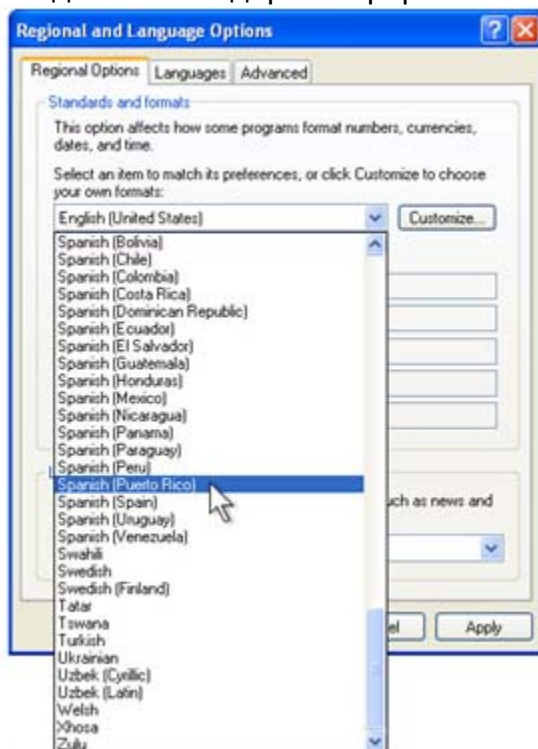 Regional and Language Options
Regional Options Languages Advanced
Standards and formats
This option affects how some programs format numbers, currencies,
dates, and time.
Select an item to match its preferences, or click Customize to choose
your own formats:
English (United States) Customize...
Spanish (Bolivia)
Spanish (Chile)
Spanish (Colombia)
Spanish (Costa Rica)
Spanish (Dominican Republic)
Spanish (Ecuador)
Spanish (El Salvador)
Spanish (Guatemala)
Spanish (Honduras)
Spanish (Mexico)
Spanish (Nicaragua)
Spanish (Panama)
Spanish (Paraguay)
Spanish (Peru)
Spanish (Puerto Rico)
Spanish (Spain) such as news and
Spanish (Uruguay)
Spanish (Venezuela)
Swahili
Swedish
Swedish (Finland)
Tatar
Tswana el Apply
Turkish
Ukrainian
Uzbek (Cyrillic)
Uzbek (Latin)
Welsh
Xhosa
Zulu